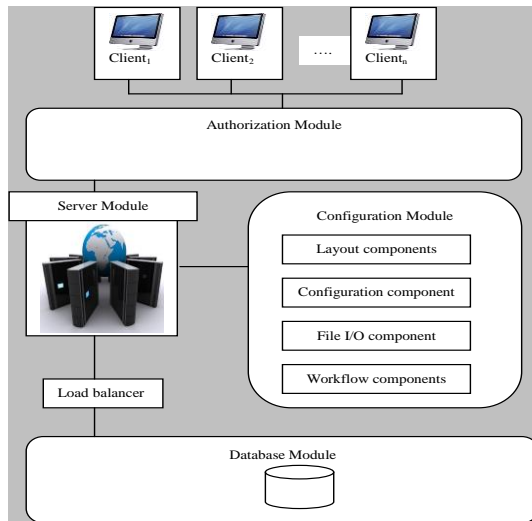 Client₁
Client₂
....
Clientₙ
Authorization Module
Server Module
Configuration Module
Layout components
Configuration component
File I/O component
Workflow components
Load balancer
Database Module